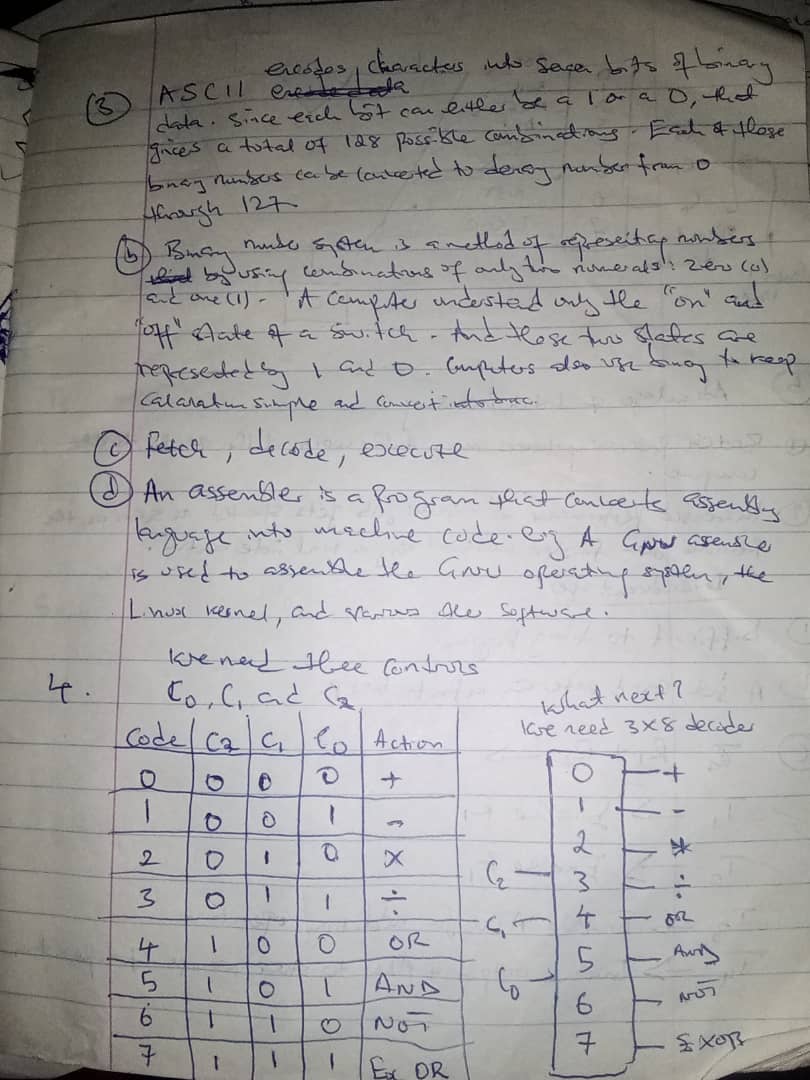 encodes characters into seven bits of binary
(3) ASCII encode data
data. Since each bit can either be a 1 or a 0, that
gives a total of 128 possible combinations. Each of these
binary numbers can be converted to denary number from 0
through 127
(b) Binary number system is a method of representing numbers
by using combinations of only two numerals: zero (0)
and one (1). A computer understand only the "on" and
"off" state of a switch. And these two states are
represented by 1 and 0. Computers also use binary to keep
calculation simple and convert
(c) Fetch, decode, execute
(d) An assembler is a program that converts assembly
language into machine code. eg A GNU assemble
is used to assemble the GNU operating system, the
Linux kernel, and various other software.
4. We need three controls
C0, C1 and C2
What next?
We need 3x8 decoder
Code C2 C1 C0 Action
0 0 0 0 +
1 0 0 1 -
2 0 1 0 X
3 0 1 1 ÷
4 1 0 0 OR
5 1 0 1 AND
6 1 1 0 NOT
7 1 1 1 Ex OR
0 +
1 -
2 *
C2 3 ÷
C1 4 OR
5 AND
C0 6 NOT
7 EXOR